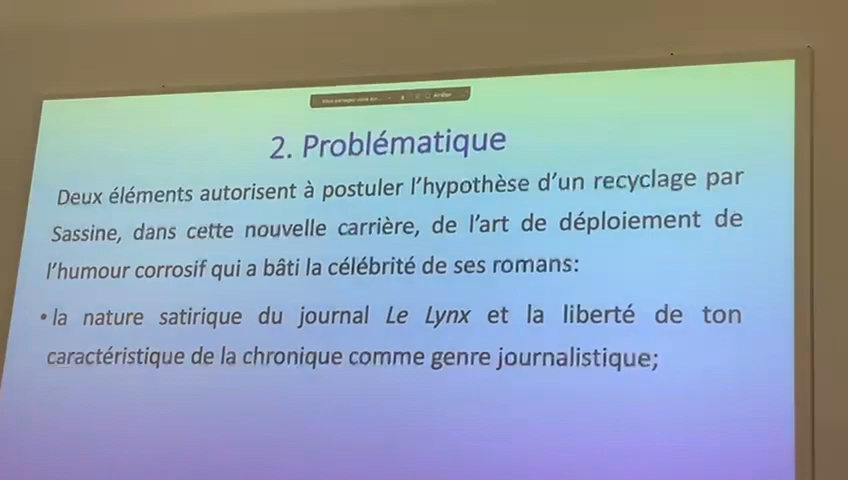 2. Problématique
Deux éléments autorisent à postuler l'hypothèse d'un recyclage par
Sassine, dans cette nouvelle carrière, de l'art de déploiement de
l'humour corrosif qui a bâti la célébrité de ses romans:
•la nature satirique du journal Le Lynx et la liberté de ton
caractéristique de la chronique comme genre journalistique;